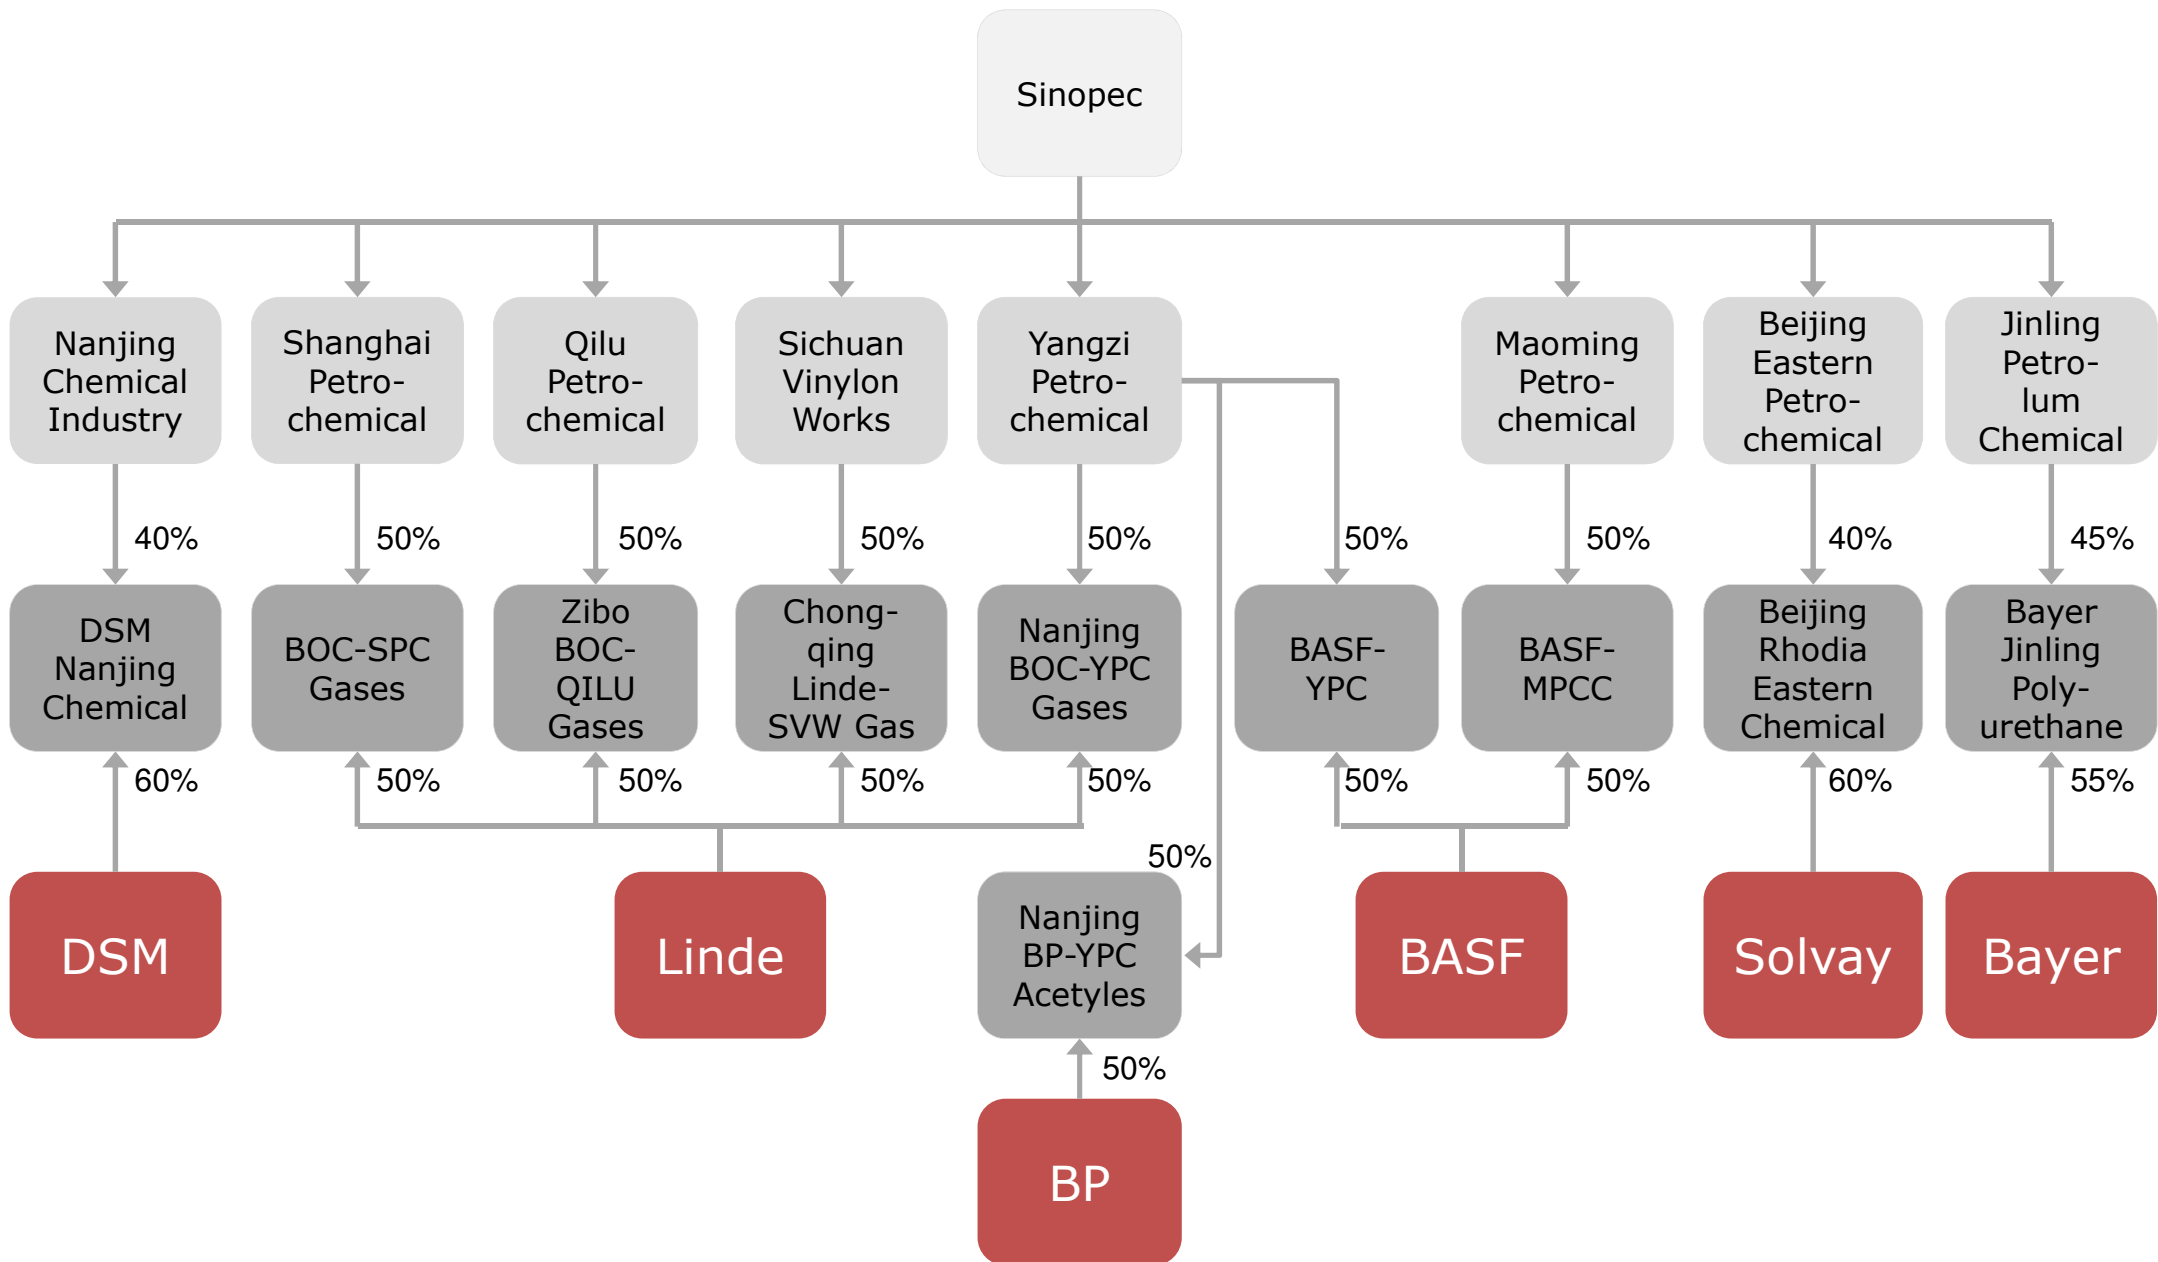 Sinopec
Nanjing
Chemical
Industry
Shanghai
Petro-
chemical
Qilu
Petro-
chemical
Sichuan
Vinylon
Works
Yangzi
Petro-
chemical
Maoming
Petro-
chemical
Beijing
Eastern
Petro-
chemical
Jinling
Petro-
lum
Chemical
40%
50%
50%
50%
50%
50%
50%
40%
45%
DSM
Nanjing
Chemical
BOC-SPC
Gases
Zibo
BOC-
QILU
Gases
Chong-
qing
Linde-
SVW Gas
Nanjing
BOC-YPC
Gases
BASF-
YPC
BASF-
MPCC
Beijing
Rhodia
Eastern
Chemical
Bayer
Jinling
Poly-
urethane
60%
50%
50%
50%
50%
50%
50%
60%
55%
50%
DSM
Linde
Nanjing
BP-YPC
Acetyles
BASF
Solvay
Bayer
50%
BP